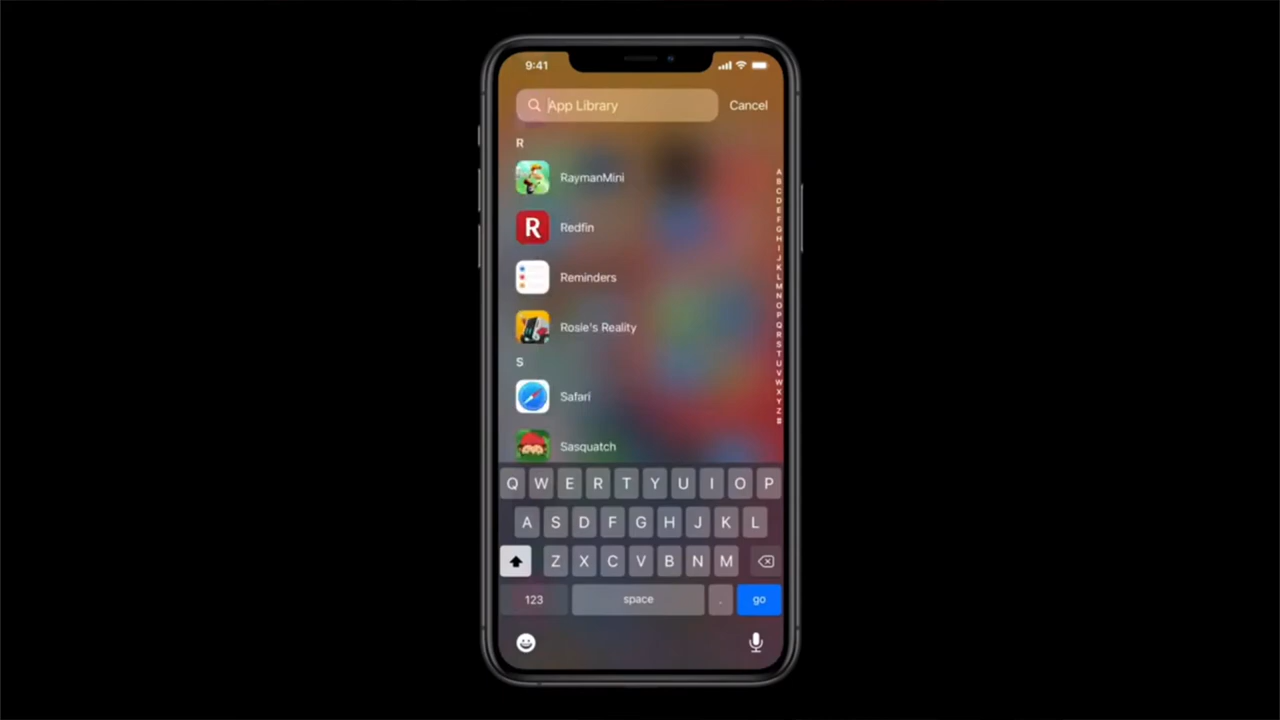 9:41
App Library
Cancel
R
RaymanMini
R
Redfin
Reminders
Rosie's Reality
S
Safari
Sasquatch
A
B
C
D
E
F
G
H
I
J
K
L
M
N
O
P
Q
R
S
T
U
V
W
X
Y
Z
Q W E R T Y U I O P
A S D F G H J K L
Z X C V B N M
123 space . go